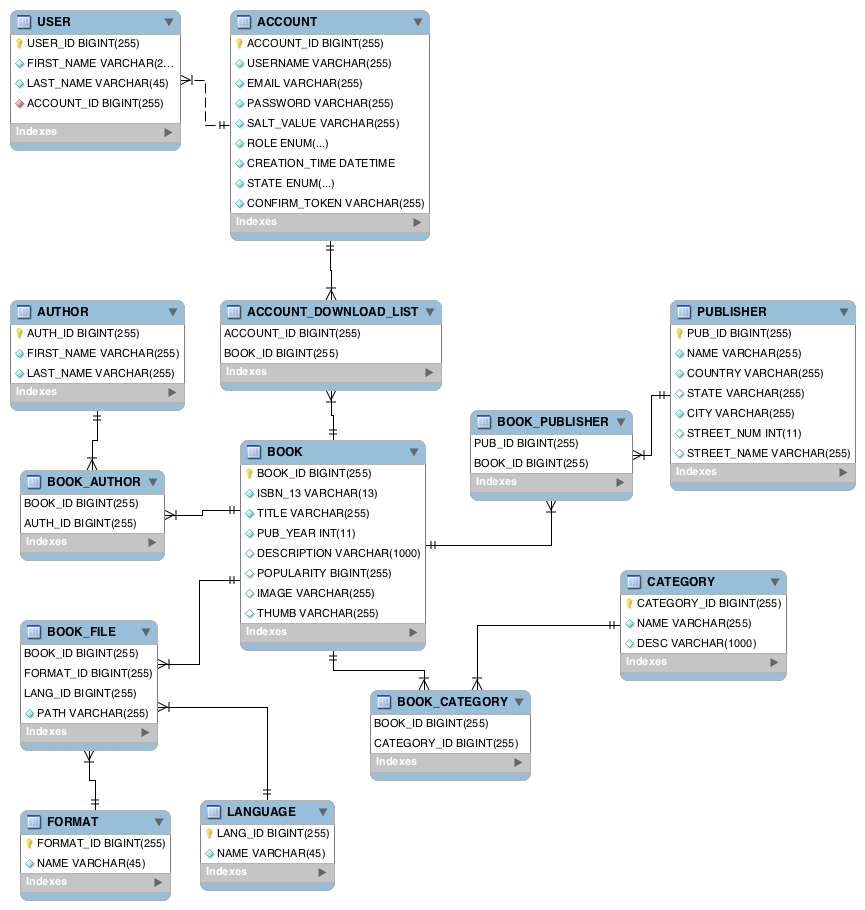 USER
USER_ID BIGINT(255)
FIRST_NAME VARCHAR(2...
LAST_NAME VARCHAR(45)
ACCOUNT_ID BIGINT(255)
Indexes
ACCOUNT
ACCOUNT_ID BIGINT(255)
USERNAME VARCHAR(255)
EMAIL VARCHAR(255)
PASSWORD VARCHAR(255)
SALT_VALUE VARCHAR(255)
ROLE ENUM(...)
CREATION_TIME DATETIME
STATE ENUM(...)
CONFIRM_TOKEN VARCHAR(255)
Indexes
AUTHOR
AUTH_ID BIGINT(255)
FIRST_NAME VARCHAR(255)
LAST_NAME VARCHAR(255)
Indexes
ACCOUNT_DOWNLOAD_LIST
ACCOUNT_ID BIGINT(255)
BOOK_ID BIGINT(255)
Indexes
PUBLISHER
PUB_ID BIGINT(255)
NAME VARCHAR(255)
COUNTRY VARCHAR(255)
STATE VARCHAR(255)
CITY VARCHAR(255)
STREET_NUM INT(11)
STREET_NAME VARCHAR(255)
Indexes
BOOK_PUBLISHER
PUB_ID BIGINT(255)
BOOK_ID BIGINT(255)
Indexes
BOOK
BOOK_ID BIGINT(255)
ISBN_13 VARCHAR(13)
TITLE VARCHAR(255)
PUB_YEAR INT(11)
DESCRIPTION VARCHAR(1000)
POPULARITY BIGINT(255)
IMAGE VARCHAR(255)
THUMB VARCHAR(255)
Indexes
BOOK_AUTHOR
BOOK_ID BIGINT(255)
AUTH_ID BIGINT(255)
Indexes
CATEGORY
CATEGORY_ID BIGINT(255)
NAME VARCHAR(255)
DESC VARCHAR(1000)
Indexes
BOOK_FILE
BOOK_ID BIGINT(255)
FORMAT_ID BIGINT(255)
LANG_ID BIGINT(255)
PATH VARCHAR(255)
Indexes
BOOK_CATEGORY
BOOK_ID BIGINT(255)
CATEGORY_ID BIGINT(255)
Indexes
FORMAT
FORMAT_ID BIGINT(255)
NAME VARCHAR(45)
Indexes
LANGUAGE
LANG_ID BIGINT(255)
NAME VARCHAR(45)
Indexes